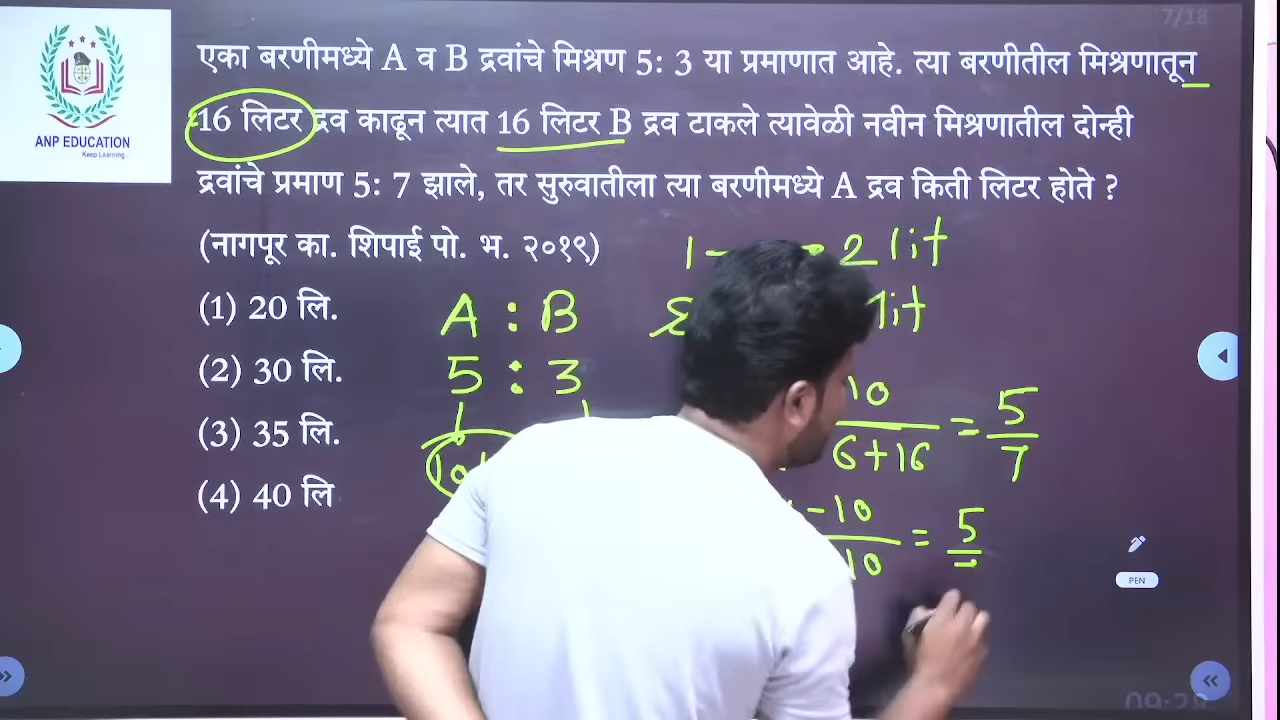 7/18
ANP EDUCATION
Keep Learning..
एका बरणीमध्ये A व B द्रवांचे मिश्रण 5: 3 या प्रमाणात आहे. त्या बरणीतील मिश्रणातून
16 लिटर द्रव काढून त्यात 16 लिटर B द्रव टाकले त्यावेळी नवीन मिश्रणातील दोन्ही
द्रवांचे प्रमाण 5: 7 झाले, तर सुरुवातीला त्या बरणीमध्ये A द्रव किती लिटर होते ?
(नागपूर का. शिपाई पो. भ. २०१९)
1 2 lit
(1) 20 लि.
A : B
lit
(2) 30 लि.
5 : 3
10
= 5/7
6+16
(3) 35 लि.
(4) 40 लि
-10
= 5
10
PEN